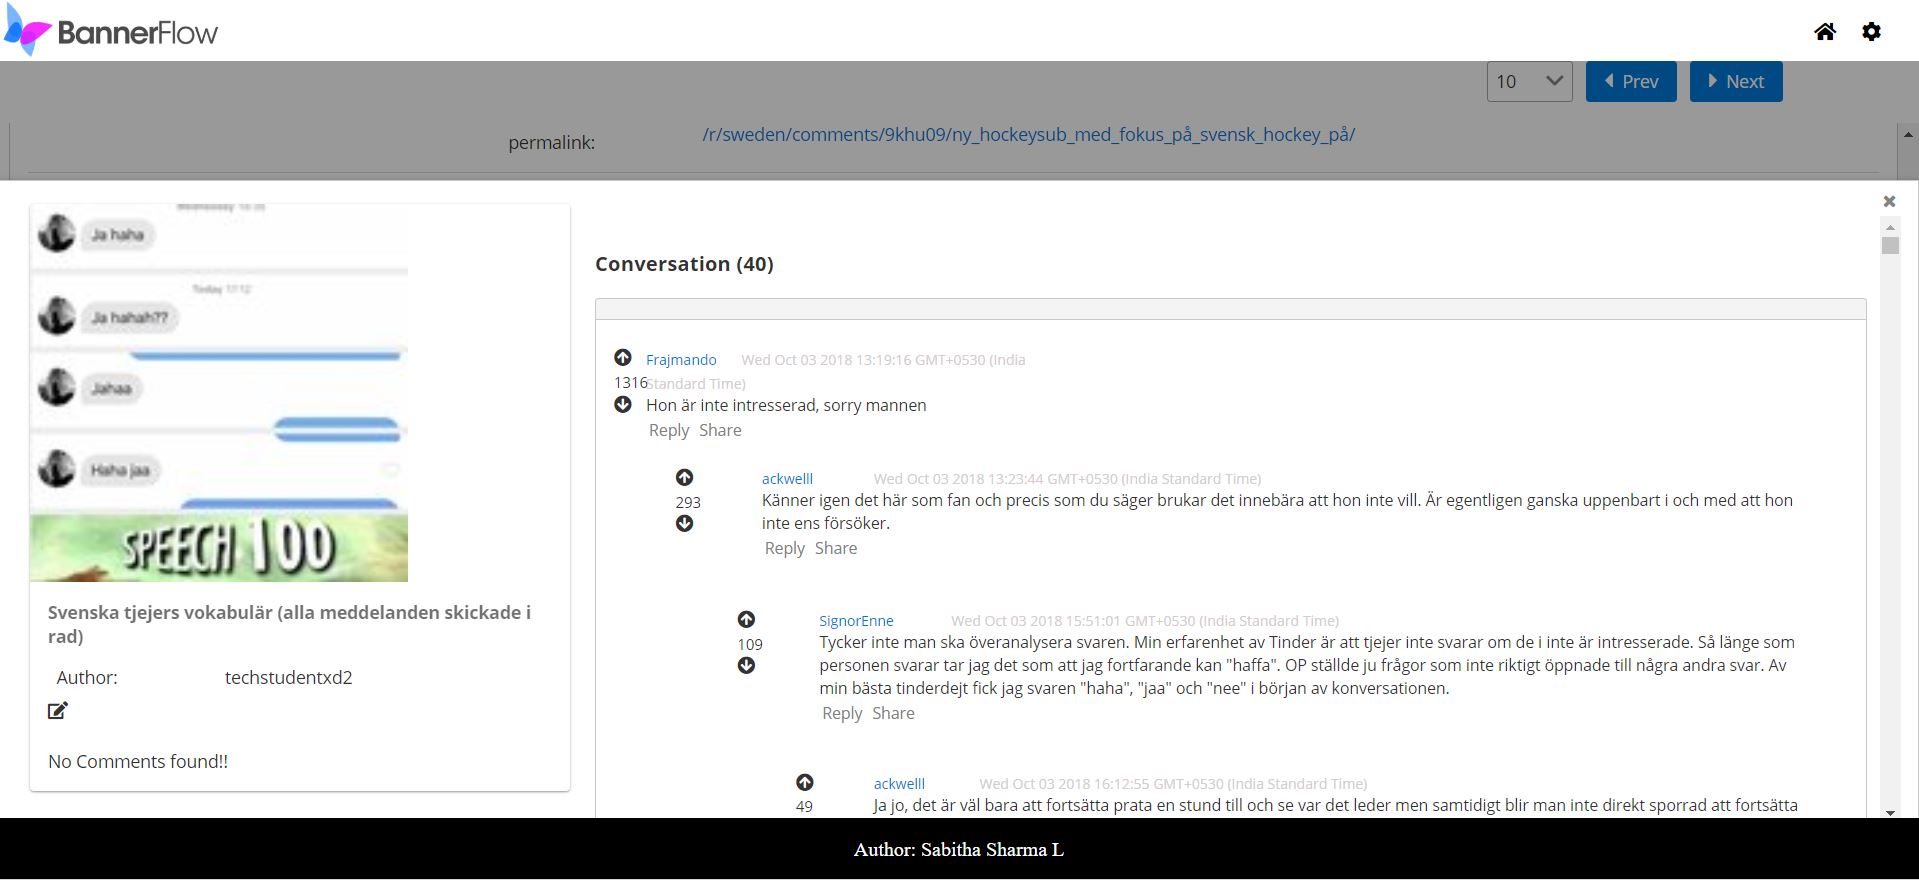 BannerFlow
10
Prev
Next
permalink:
/r/sweden/comments/9khu09/ny_hockeysub_med_fokus_på_svensk_hockey_på/
Ja haha
Today 17:12
Ja hahah??
Jahaa
Haha jaa
SPEECH 100
Svenska tjejers vokabulär (alla meddelanden skickade i
rad)
Author: techstudentxd2
No Comments found!!
Conversation (40)
Frajmando Wed Oct 03 2018 13:19:16 GMT+0530 (India
1316 Standard Time)
Hon är inte intresserad, sorry mannen
Reply Share
ackwelll Wed Oct 03 2018 13:23:44 GMT+0530 (India Standard Time)
293 Känner igen det här som fan och precis som du säger brukar det innebära att hon inte vill. Är egentligen ganska uppenbart i och med att hon
inte ens försöker.
Reply Share
SignorEnne Wed Oct 03 2018 15:51:01 GMT+0530 (India Standard Time)
109 Tycker inte man ska överanalysera svaren. Min erfarenhet av Tinder är att tjejer inte svarar om de i inte är intresserade. Så länge som
personen svarar tar jag det som att jag fortfarande kan "haffa". OP ställde ju frågor som inte riktigt öppnade till några andra svar. Av
min bästa tinderdejt fick jag svaren "haha", "jaa" och "nee" i början av konversationen.
Reply Share
ackwelll Wed Oct 03 2018 16:12:55 GMT+0530 (India Standard Time)
49 Ja jo, det är väl bara att fortsätta prata en stund till och se var det leder men samtidigt blir man inte direkt sporrad att fortsätta
Author: Sabitha Sharma L